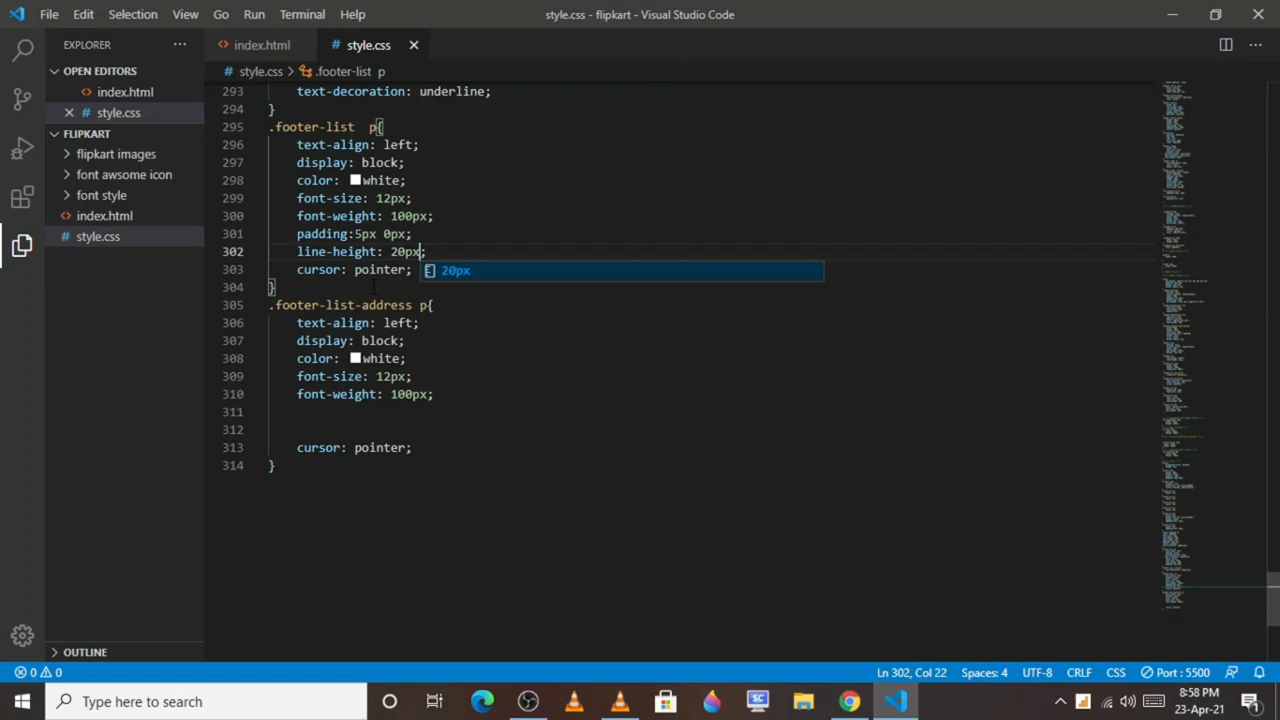 File Edit Selection View Go Run Terminal Help
style.css - flipkart - Visual Studio Code
EXPLORER
index.html
style.css
OPEN EDITORS
style.css > .footer-list p
index.html
style.css
FLIPKART
flipkart images
font awsome icon
font style
index.html
style.css
293 text-decoration: underline;
294 }
295 .footer-list  p{
296 text-align: left;
297 display: block;
298 color: white;
299 font-size: 12px;
300 font-weight: 100px;
301 padding:5px 0px;
302 line-height: 20px;
303 cursor: pointer;
20px
304 }
305 .footer-list-address p{
306 text-align: left;
307 display: block;
308 color: white;
309 font-size: 12px;
310 font-weight: 100px;
311
312
313 cursor: pointer;
314 }
OUTLINE
0 0
Ln 302, Col 22 Spaces: 4 UTF-8 CRLF CSS Port : 5500
Type here to search
8:58 PM
23-Apr-21